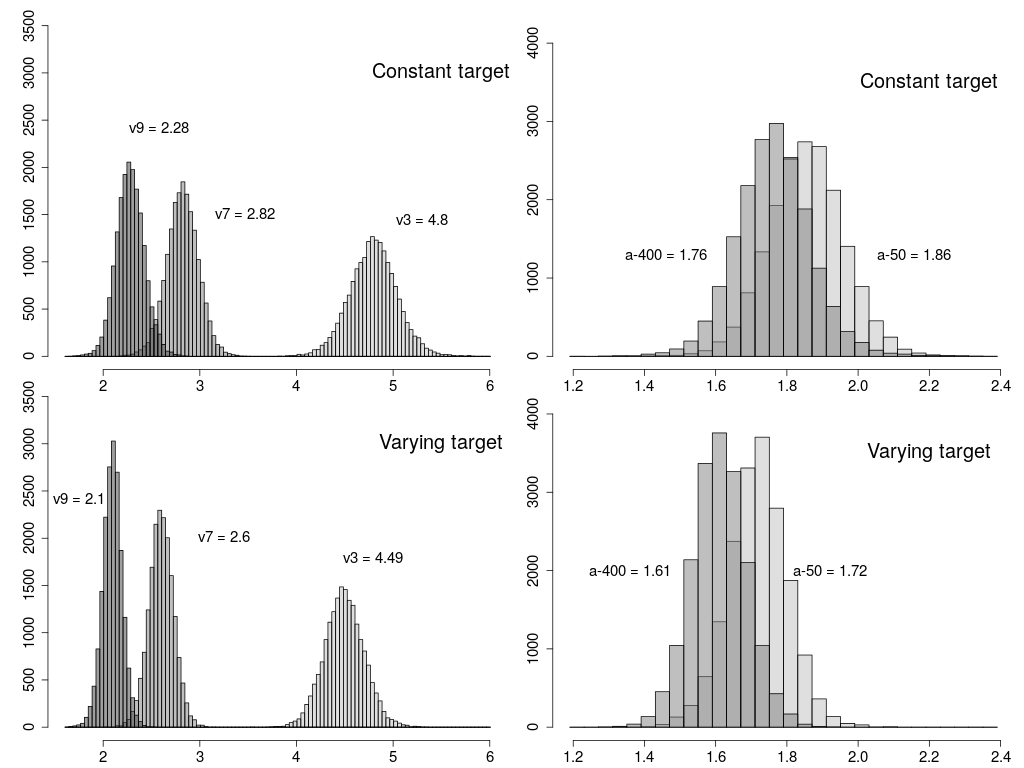 3500
3000
2500
2000
1500
1000
500
0
Constant target
v9 = 2.28
v7 = 2.82
v3 = 4.8
2 3 4 5 6
4000
3000
2000
1000
0
Constant target
a-400 = 1.76
a-50 = 1.86
1.2 1.4 1.6 1.8 2.0 2.2 2.4
3500
3000
2500
2000
1500
1000
500
0
Varying target
v9 = 2.1
v7 = 2.6
v3 = 4.49
2 3 4 5 6
4000
3000
2000
1000
0
Varying target
a-400 = 1.61
a-50 = 1.72
1.2 1.4 1.6 1.8 2.0 2.2 2.4